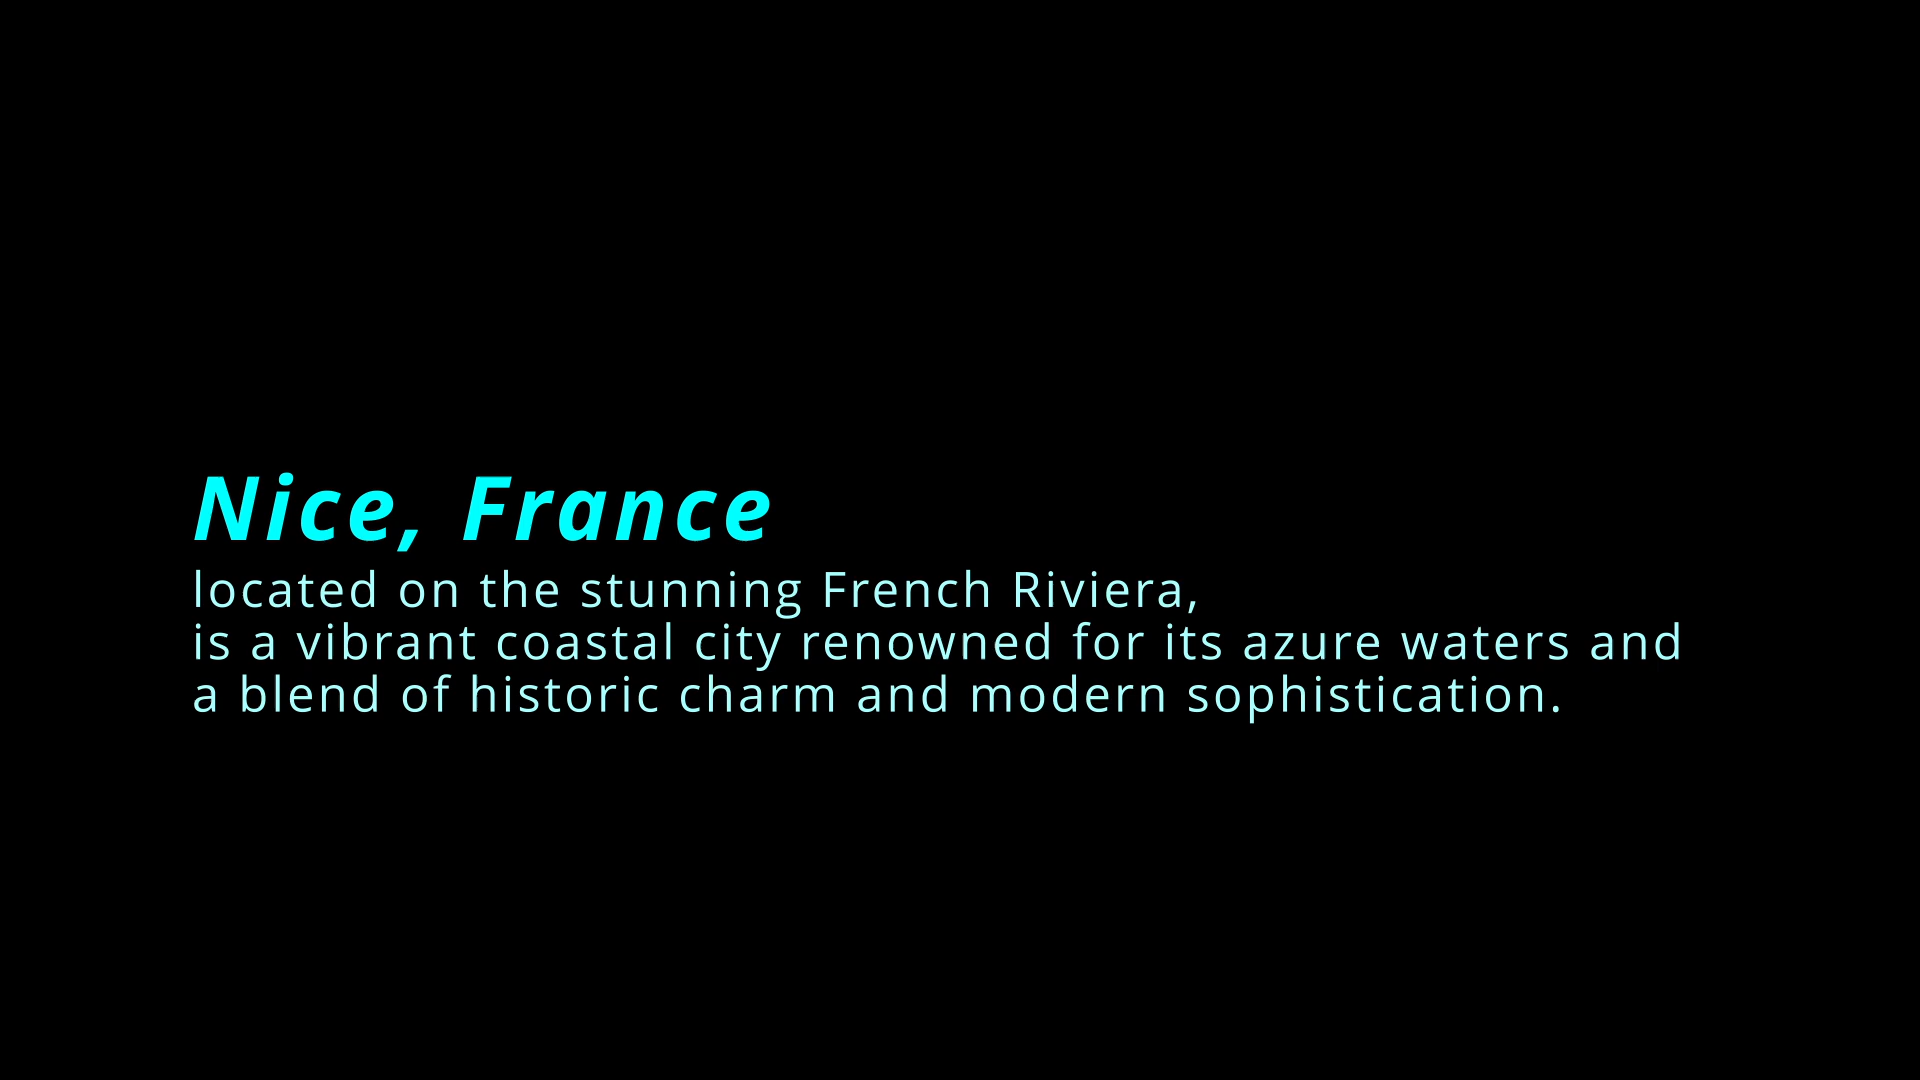 Nice, France
located on the stunning French Riviera,
is a vibrant coastal city renowned for its azure waters and
a blend of historic charm and modern sophistication.